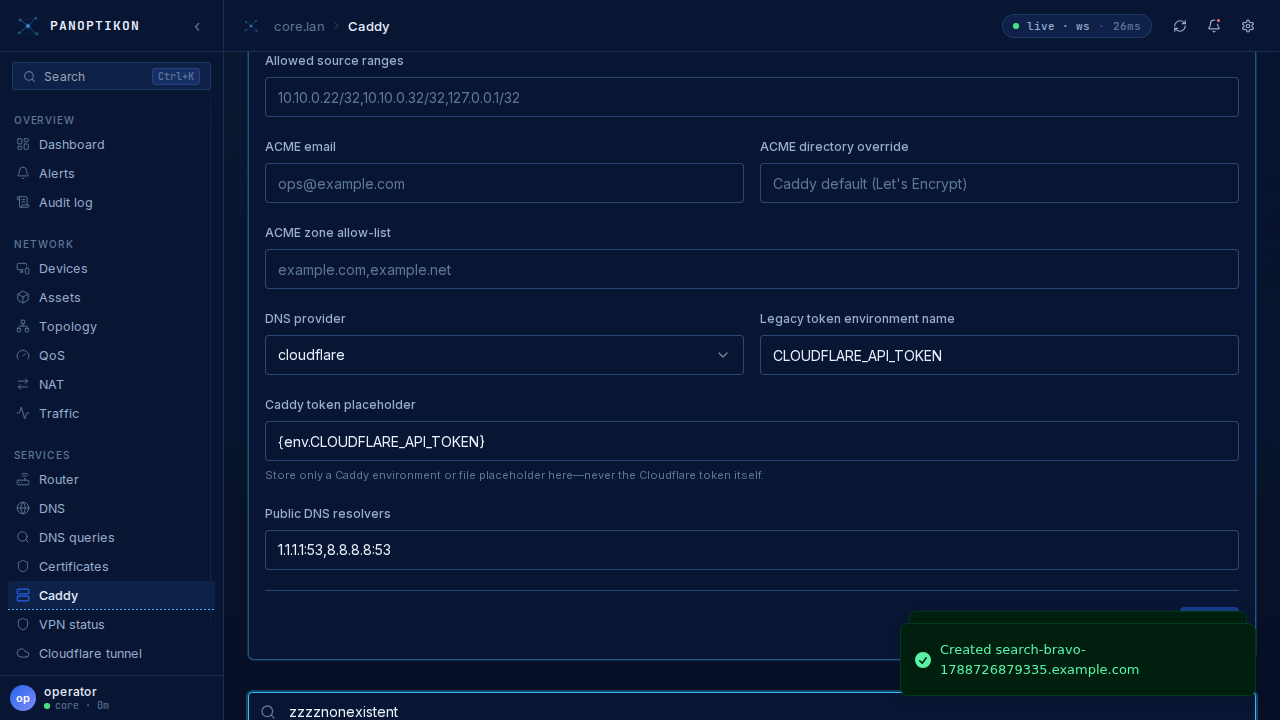 PANOPTIKON
core.lan
Caddy
live · ws · 26ms
Search
Ctrl+K
OVERVIEW
Dashboard
Alerts
Audit log
NETWORK
Devices
Assets
Topology
QoS
NAT
Traffic
SERVICES
Router
DNS
DNS queries
Certificates
Caddy
VPN status
Cloudflare tunnel
op
operator
core · 0m
Allowed source ranges
10.10.0.22/32,10.10.0.32/32,127.0.0.1/32
ACME email
ACME directory override
ops@example.com
Caddy default (Let's Encrypt)
ACME zone allow-list
example.com,example.net
DNS provider
Legacy token environment name
cloudflare
CLOUDFLARE_API_TOKEN
Caddy token placeholder
{env.CLOUDFLARE_API_TOKEN}
Store only a Caddy environment or file placeholder here—never the Cloudflare token itself.
Public DNS resolvers
1.1.1.1:53,8.8.8.8:53
Created search-bravo-
1788726879335.example.com
zzzznonexistent